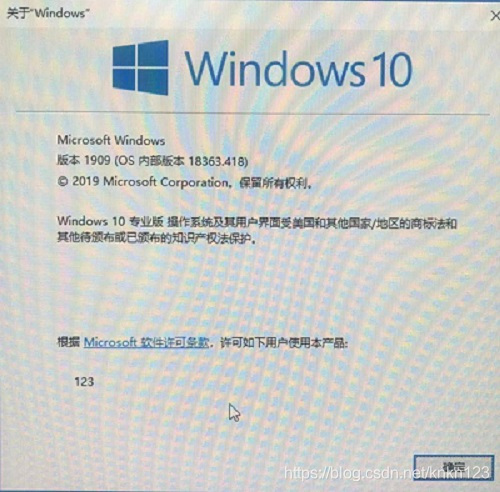 关于"Windows"
Windows 10
Microsoft Windows
版本 1909 (OS 内部版本 18363.418)
© 2019 Microsoft Corporation。保留所有权利。
Windows 10 专业版 操作系统及其用户界面受美国和其他国家/地区的商标法和
其他待颁布或已颁布的知识产权法保护。
根据 Microsoft 软件许可条款，许可如下用户使用本产品:
123
确定
https://blog.csdn.net/knkn123